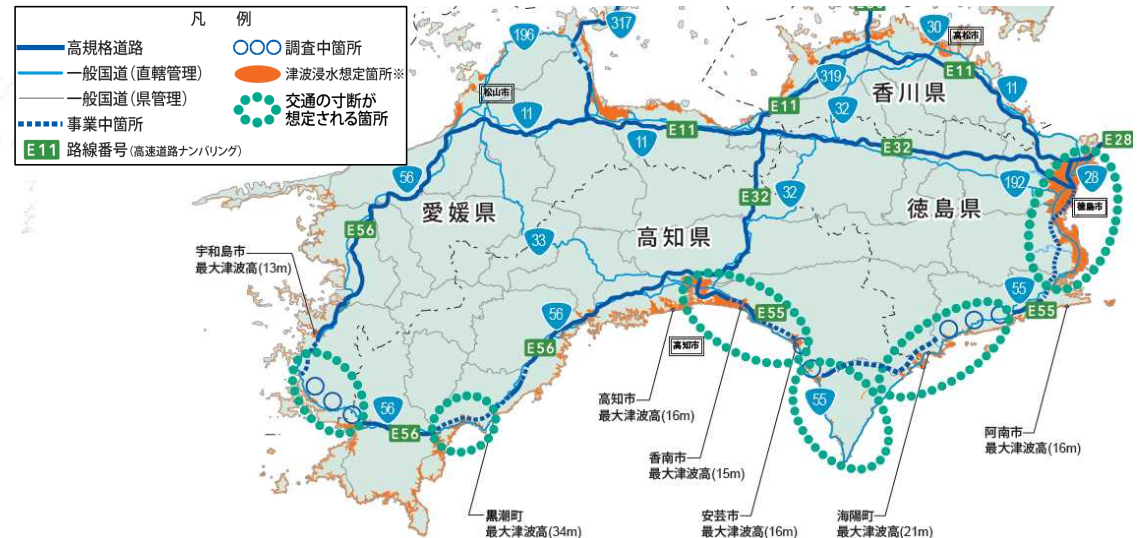 凡 例
高規格道路
調査中箇所
一般国道(直轄管理)
津波浸水想定箇所※
一般国道(県管理)
交通の寸断が
想定される箇所
事業中箇所
E11 路線番号(高速道路ナンバリング)
317
196
30
高松市
319
E11
11
E11
香川県
32
松山市
11
E11
11
E32
E28
28
192
徳島市
56
愛媛県
E32
32
徳島県
高知県
E56
33
宇和島市
最大津波高(13m)
55
E55
56
E55
E56
高知市
56
E56
55
高知市
最大津波高(16m)
阿南市
最大津波高(16m)
香南市
最大津波高(15m)
黒潮町
最大津波高(34m)
安芸市
最大津波高(16m)
海陽町
最大津波高(21m)